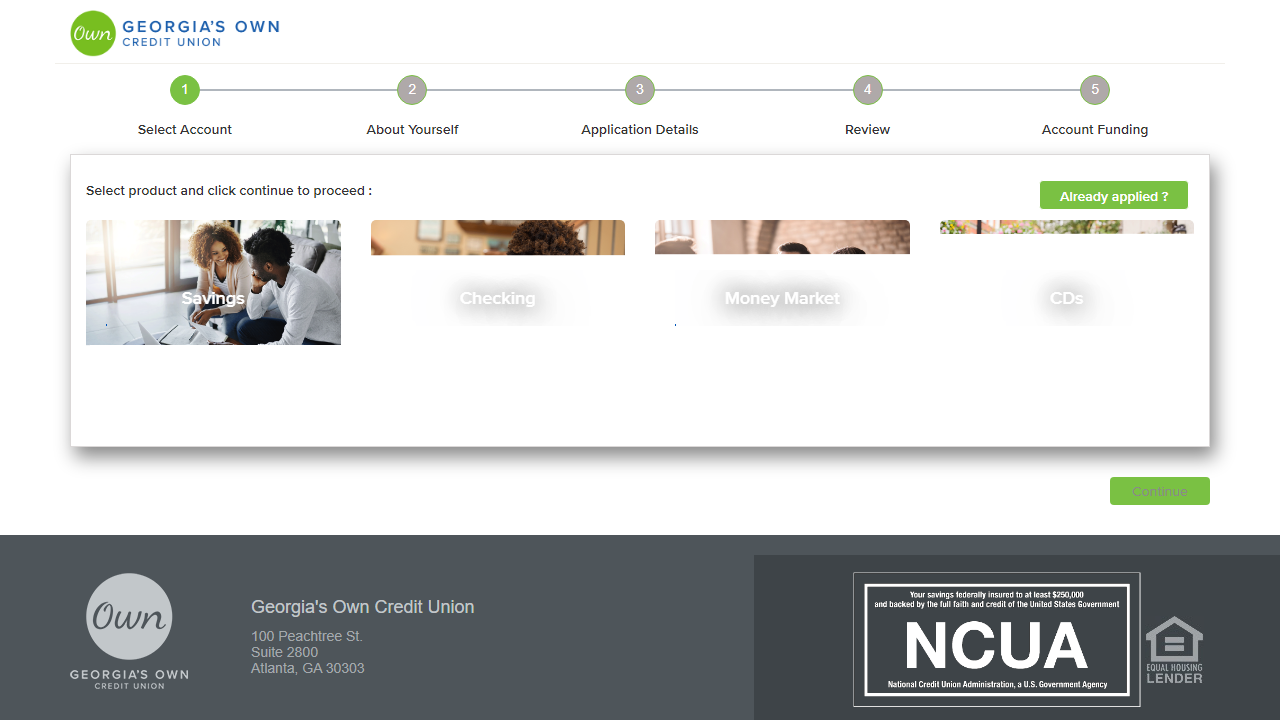 Own GEORGIA'S OWN
CREDIT UNION
1 2 3 4 5
Select Account About Yourself Application Details Review Account Funding
Select product and click continue to proceed :
Already applied ?
Savings Checking Money Market CDs
Continue
Own
GEORGIA'S OWN
CREDIT UNION
Georgia's Own Credit Union
100 Peachtree St.
Suite 2800
Atlanta, GA 30303
Your savings federally insured to at least $250,000
and backed by the full faith and credit of the United States Government
NCUA
National Credit Union Administration, a U.S. Government Agency
EQUAL HOUSING
LENDER